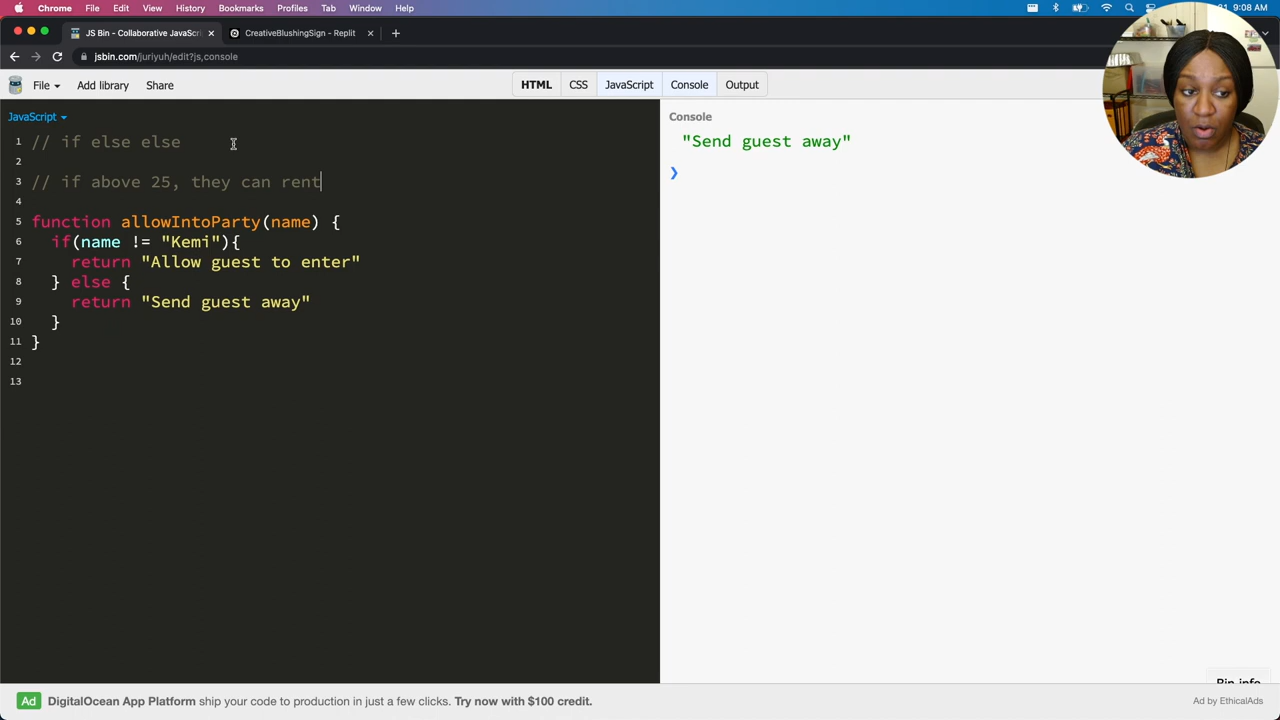 Chrome File Edit View History Bookmarks Profiles Tab Window Help
9:08 AM
JS Bin - Collaborative JavaScri
CreativeBlushingSign - Replit
jsbin.com/juriyuh/edit?js,console
File Add library Share
HTML CSS JavaScript Console Output
JavaScript
1 // if else else
2
3 // if above 25, they can rent
4
5 function allowIntoParty(name) {
6 if(name != "Kemi"){
7 return "Allow guest to enter"
8 } else {
9 return "Send guest away"
10 }
11 }
12
13
Console
"Send guest away"
Bin info
Ad DigitalOcean App Platform ship your code to production in just a few clicks. Try now with $100 credit.
Ad by EthicalAds